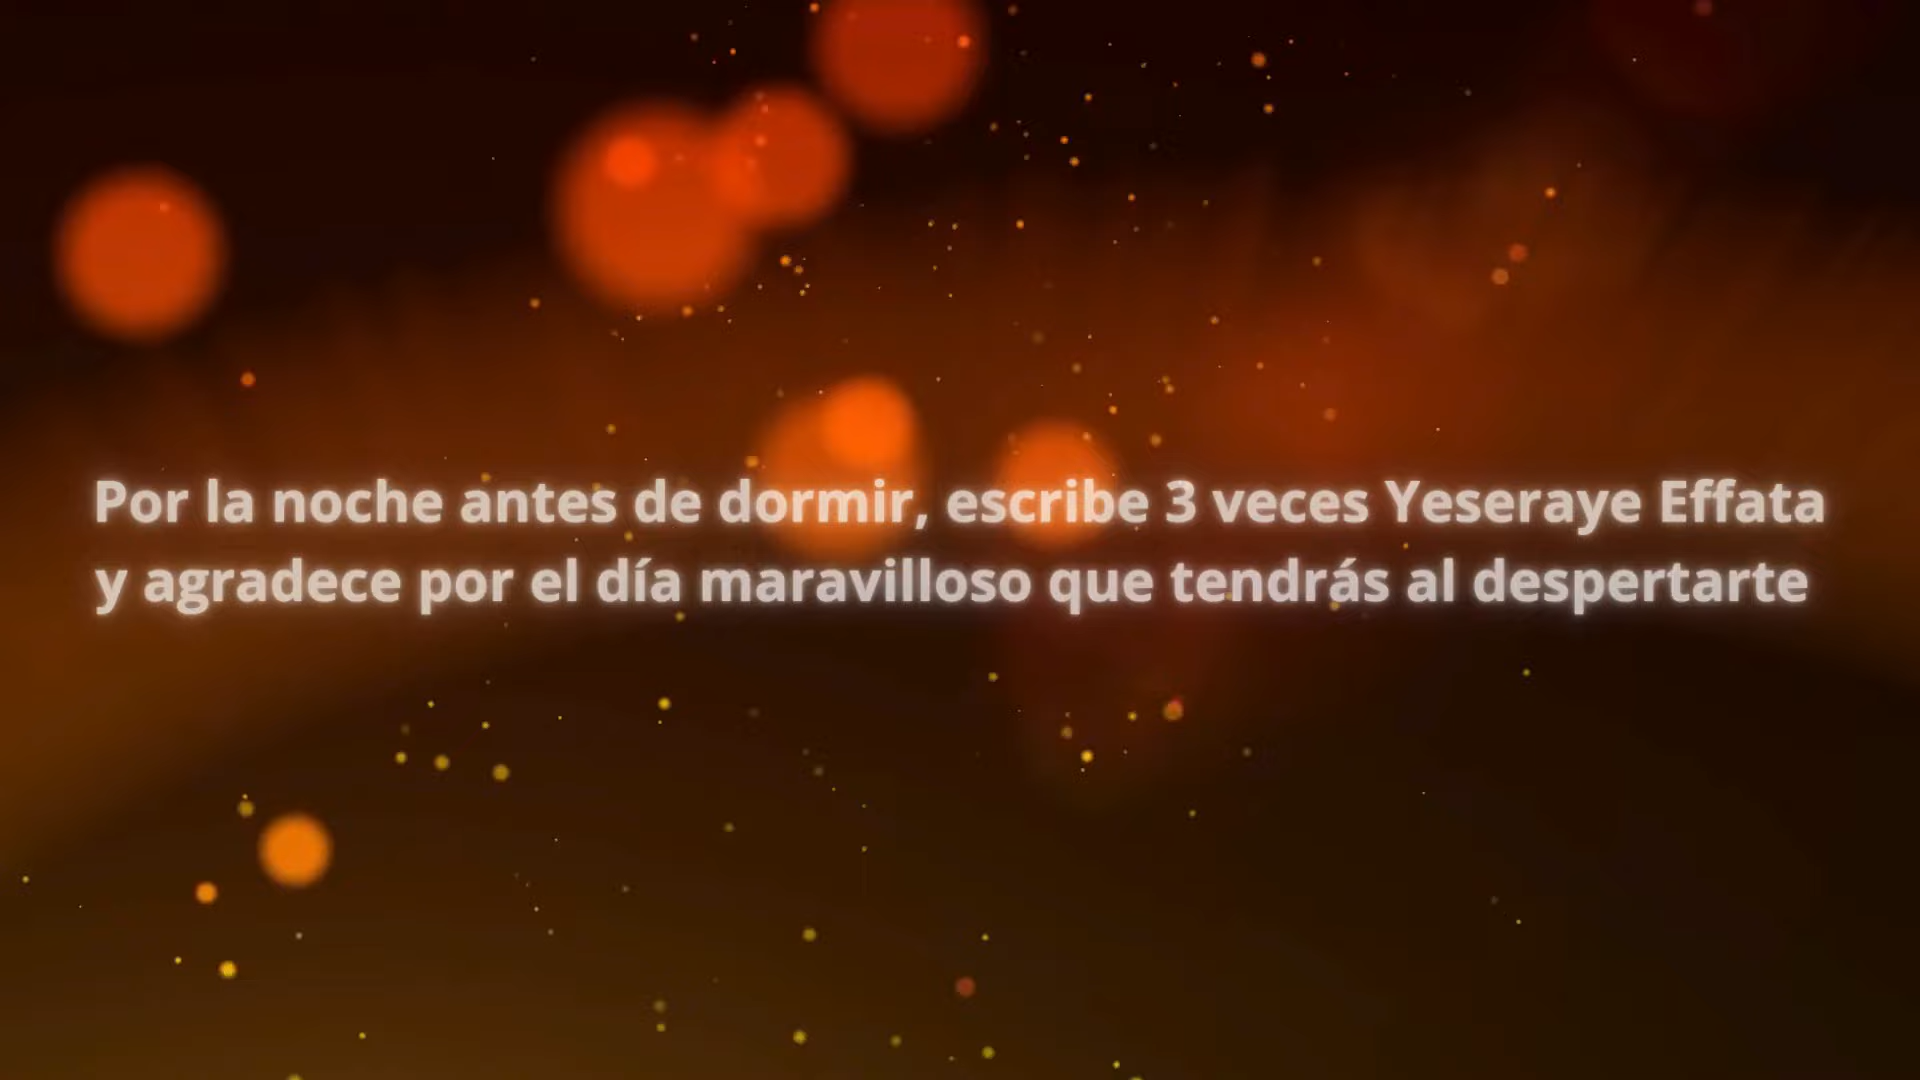 Por la noche antes de dormir, escribe 3 veces Yeseraye Effata
y agradece por el día maravilloso que tendrás al despertarte